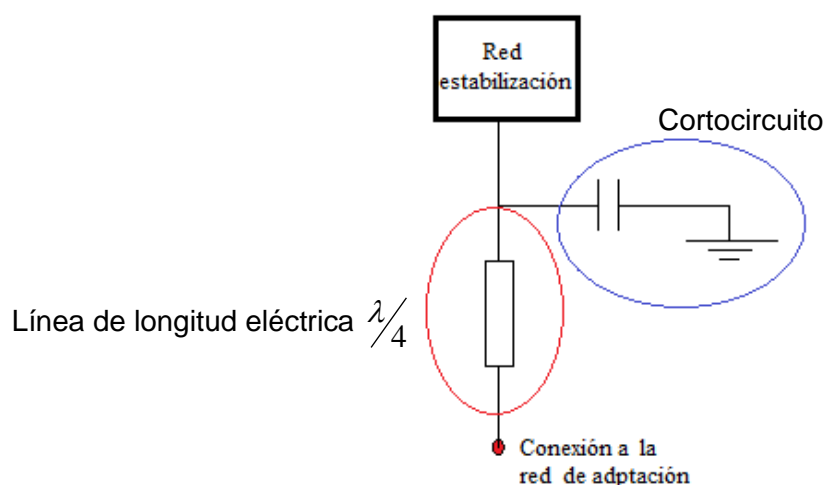 Red
estabilización
Cortocircuito
Línea de longitud eléctrica λ/4
Conexión a la
red de adptación